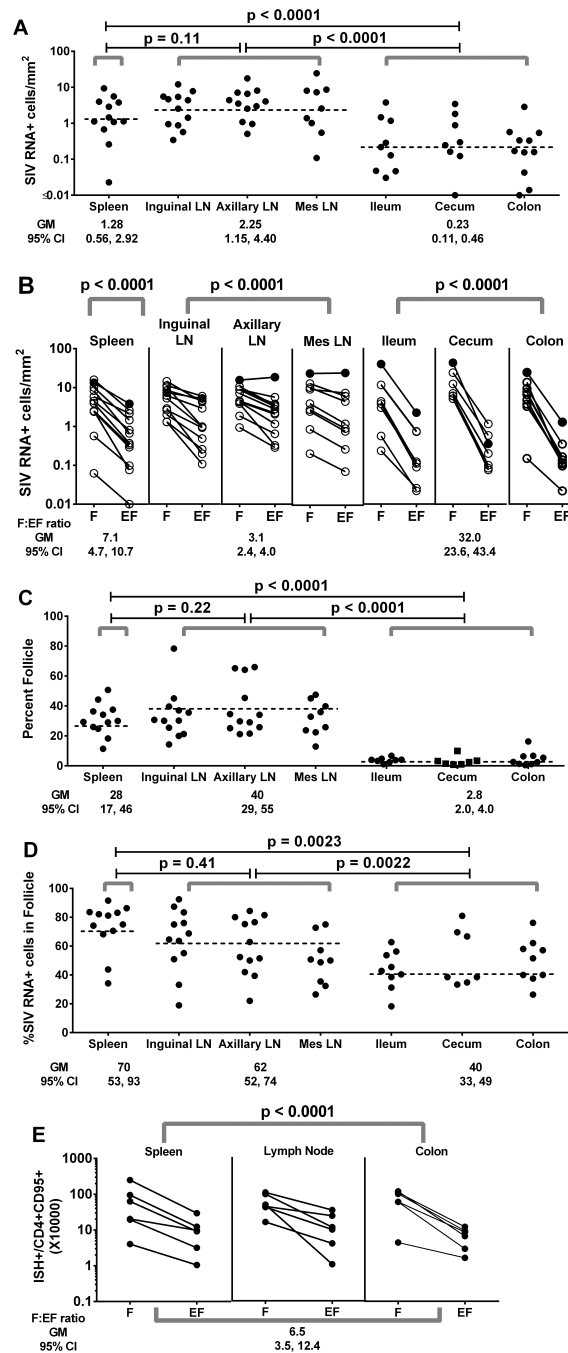 A
p < 0.0001
p = 0.11 p < 0.0001
SIV RNA+ cells/mm2
100
10
1
0.1
≤0.01
Spleen Inguinal LN Axillary LN Mes LN Ileum Cecum Colon
GM 1.28 2.25 0.23
95% CI 0.56, 2.92 1.15, 4.40 0.11, 0.46
B
p < 0.0001 p < 0.0001 p < 0.0001
Spleen Inguinal LN Axillary LN Mes LN Ileum Cecum Colon
SIV RNA+ cells/mm2
100
10
1
0.1
0.01
F EF F EF F EF F EF F EF F EF F EF
F:EF ratio
GM 7.1 3.1 32.0
95% CI 4.7, 10.7 2.4, 4.0 23.6, 43.4
C
p < 0.0001
p = 0.22 p < 0.0001
Percent Follicle
100
80
60
40
20
0
Spleen Inguinal LN Axillary LN Mes LN Ileum Cecum Colon
GM 28 40 2.8
95% CI 17, 46 29, 55 2.0, 4.0
D
p = 0.0023
p = 0.41 p = 0.0022
%SIV RNA+ cells in Follicle
100
80
60
40
20
0
Spleen Inguinal LN Axillary LN Mes LN Ileum Cecum Colon
GM 70 62 40
95% CI 53, 93 52, 74 33, 49
E
p < 0.0001
Spleen Lymph Node Colon
ISH+/CD4+CD95+
(X10000)
1000
100
10
1
0.1
F EF F EF F EF
F:EF ratio
GM 6.5
95% CI 3.5, 12.4